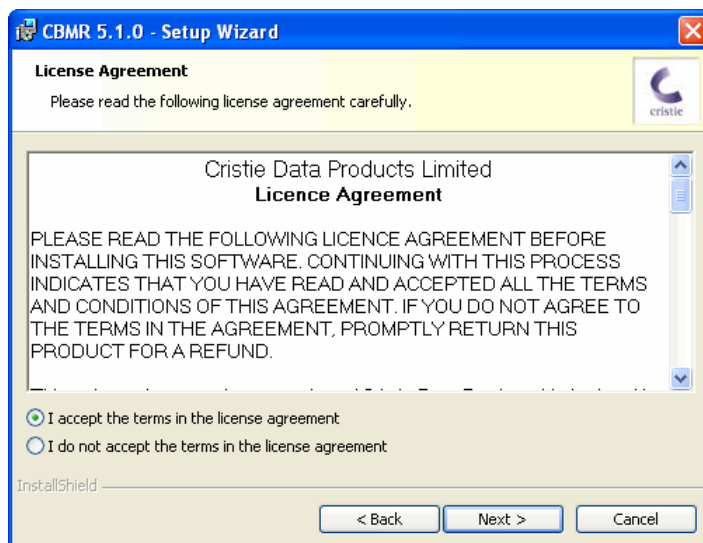 CBMR 5.1.0 - Setup Wizard
License Agreement
Please read the following license agreement carefully.
cristie
Cristie Data Products Limited
Licence Agreement
PLEASE READ THE FOLLOWING LICENCE AGREEMENT BEFORE
INSTALLING THIS SOFTWARE. CONTINUING WITH THIS PROCESS
INDICATES THAT YOU HAVE READ AND ACCEPTED ALL THE TERMS
AND CONDITIONS OF THIS AGREEMENT. IF YOU DO NOT AGREE TO
THE TERMS IN THE AGREEMENT, PROMPTLY RETURN THIS
PRODUCT FOR A REFUND.
I accept the terms in the license agreement
I do not accept the terms in the license agreement
InstallShield
< Back
Next >
Cancel